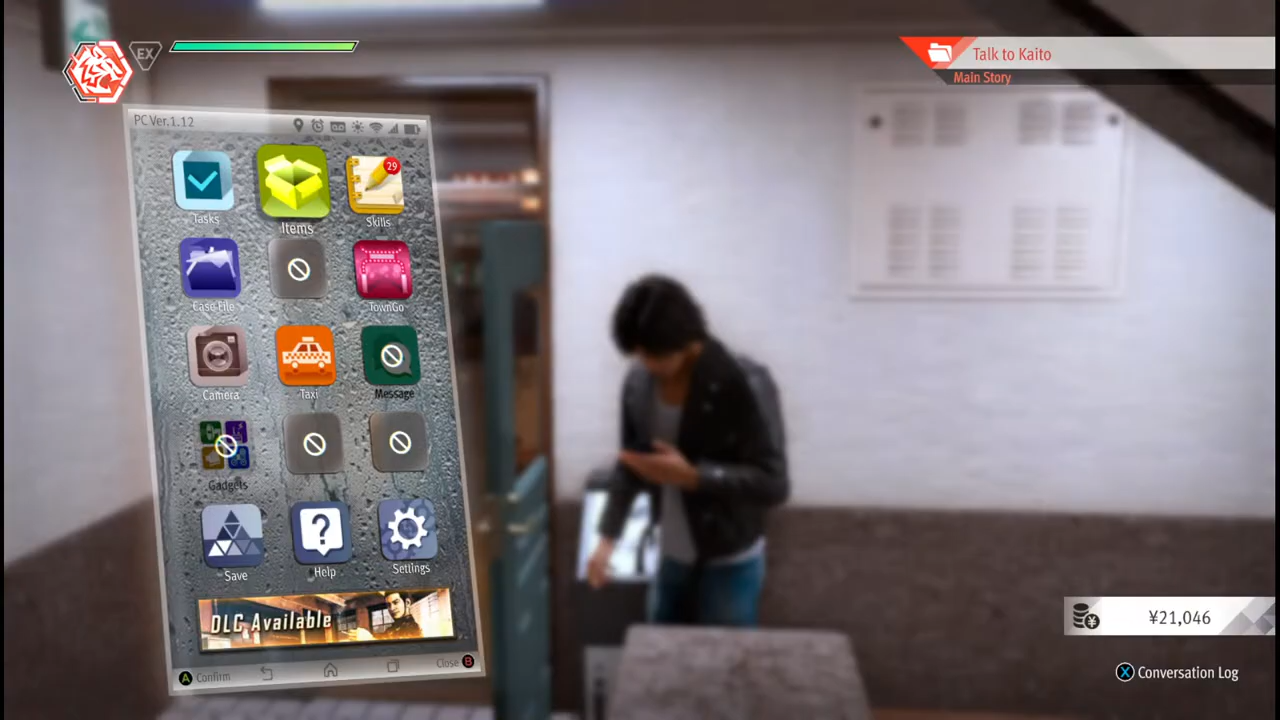 EX
Talk to Kaito
Main Story
PC Ver.1.12
29
Tasks
Items
Skills
Case File
TownGo
Camera
Taxi
Message
Gadgets
Save
?
Help
Settings
DLC Available
A Confirm
Close B
¥21,046
X Conversation Log